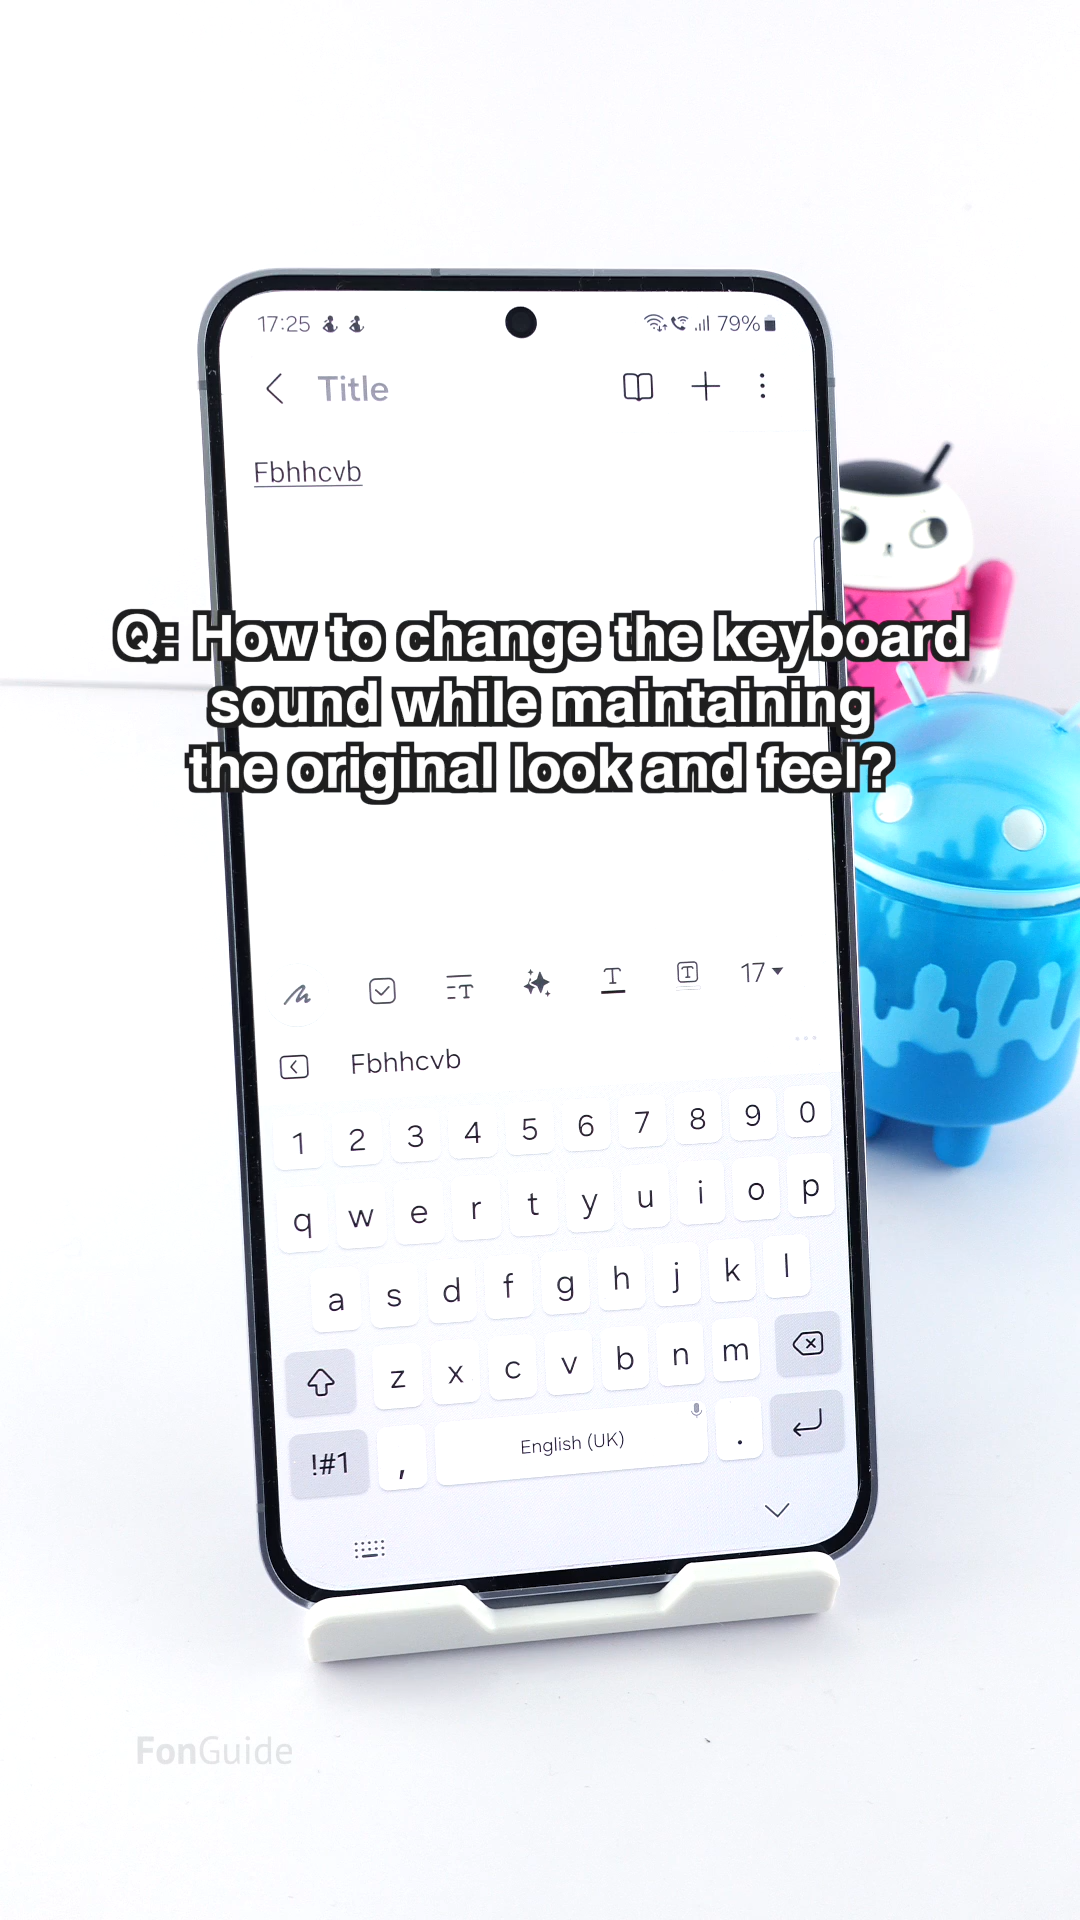 17:25 79%
Title
Fbhhcvb
Q: How to change the keyboard
sound while maintaining
the original look and feel?
T T T 17
Fbhhcvb
1 2 3 4 5 6 7 8 9 0
q w e r t y u i o p
a s d f g h j k l
z x c v b n m
!#1 , English (UK) .
FonGuide